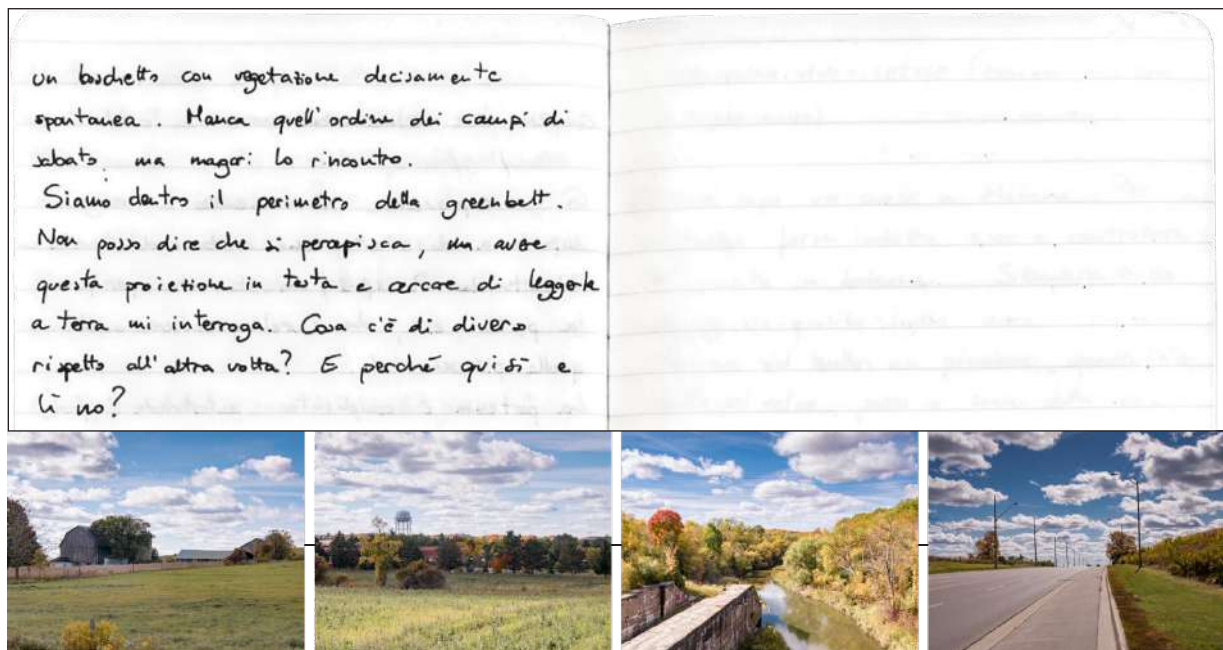 un boschetto con vegetazione decisamente
spontanea. Manca quell'ordine dei campi di
sabato, ma magari lo rincontro.
Siamo dentro il perimetro della greenbelt.
Non posso dire che si percepisca, ma avere
questa proiezione in testa e cercare di leggerla
a terra mi interroga. Cosa c'è di diverso
rispetto all'altra volta? E perché qui sì e
lì no?